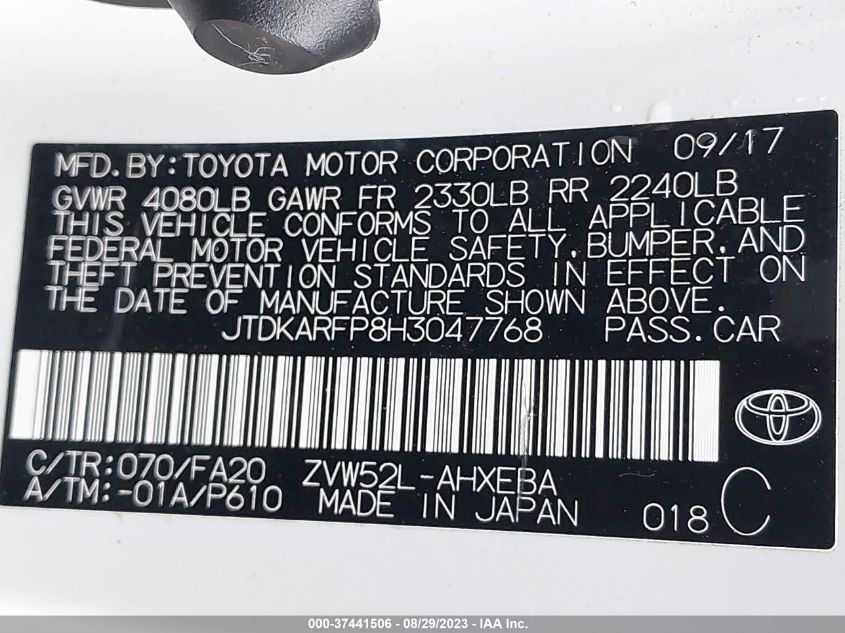 MFD.BY:TOYOTA MOTOR CORPORATION 09/17
GVWR 4080LB GAWR FR 2330LB RR 2240LB
THIS VEHICLE CONFORMS TO ALL APPLICABLE
FEDERAL MOTOR VEHICLE SAFETY,BUMPER,AND
THEFT PREVENTION STANDARDS IN EFFECT ON
THE DATE OF MANUFACTURE SHOWN ABOVE.
JTDKARFP8H3047768 PASS.CAR
C/TR:070/FA20 ZVW52L-AHXEBA
A/TM:-01A/P610 MADE IN JAPAN 018 C
000-37441506 - 08/29/2023 - IAA Inc.